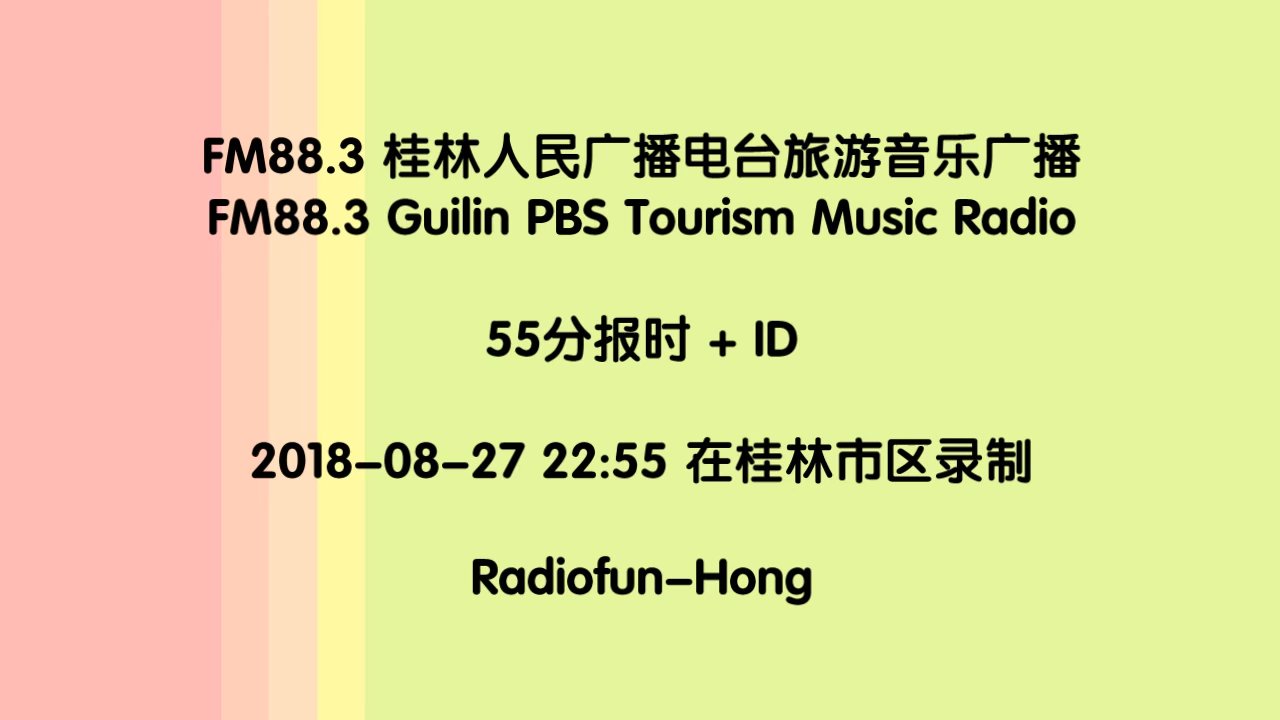 FM88.3 桂林人民广播电台旅游音乐广播
FM88.3 Guilin PBS Tourism Music Radio
55分报时 + ID
2018-08-27 22:55 在桂林市区录制
Radiofun-Hong